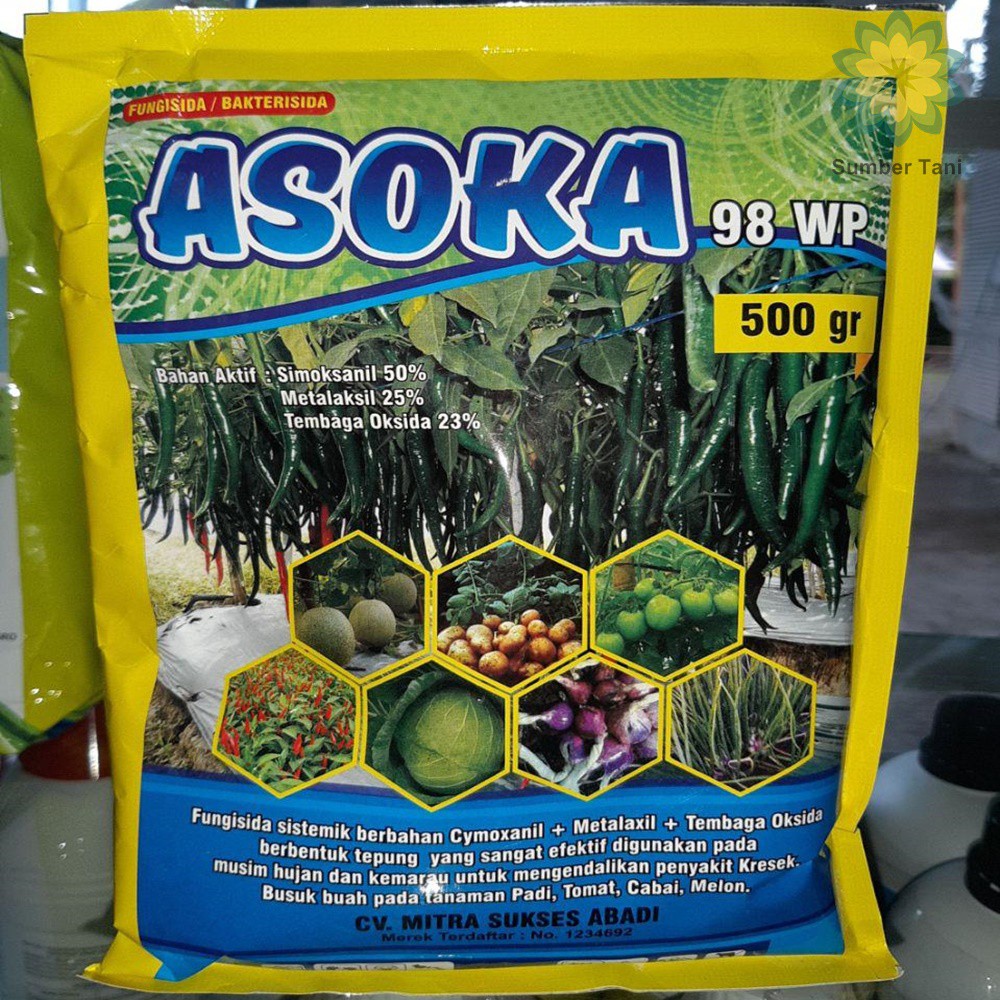 FUNGISIDA / BAKTERISIDA
Sumber Tani
ASOKA
98 WP
500 gr
Bahan Aktif : Simoksanil 50%
Metalaksil 25%
Tembaga Oksida 23%
Fungisida sistemik berbahan Cymoxanil + Metalaxil + Tembaga Oksida
berbentuk tepung yang sangat efektif digunakan pada
musim hujan dan kemarau untuk mengendalikan penyakit Kresek.
Busuk buah pada tanaman Padi, Tomat, Cabai, Melon.
CV. MITRA SUKSES ABADI
Merek Terdaftar : No. 1234692